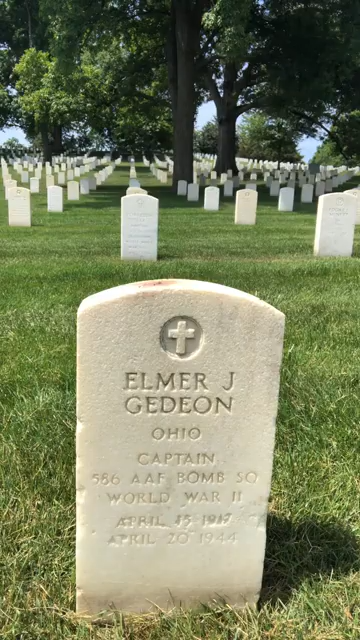 ELMER J
GEDEON
OHIO
CAPTAIN
586 AAF BOMB SQ
WORLD WAR II
APRIL 15 1917
APRIL 20 1944